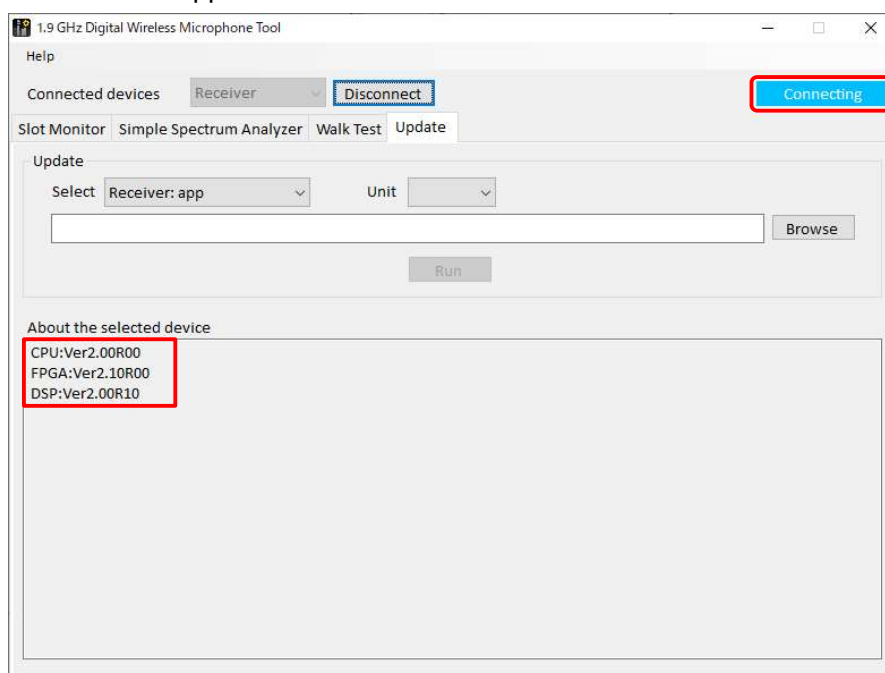 1.9 GHz Digital Wireless Microphone Tool
Help
Connected devices Receiver Disconnect Connecting
Slot Monitor Simple Spectrum Analyzer Walk Test Update
Update
Select Receiver: app Unit
Browse
Run
About the selected device
CPU:Ver2.00R00
FPGA:Ver2.10R00
DSP:Ver2.00R10